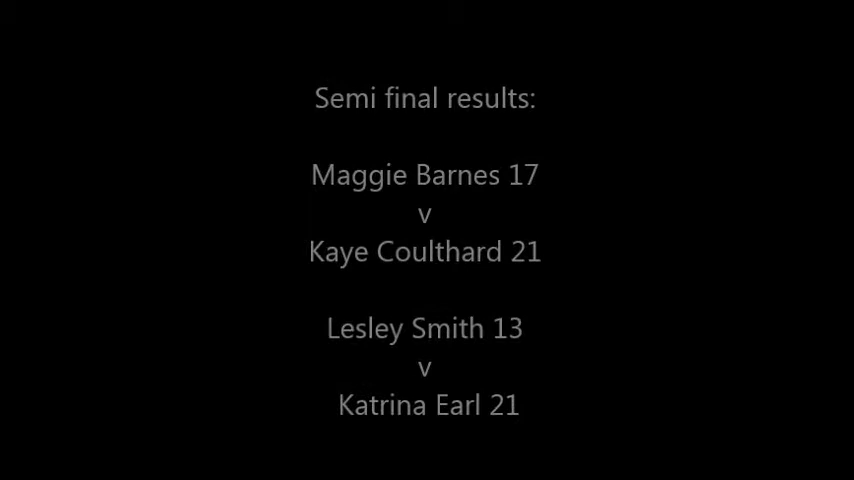 Semi final results:
Maggie Barnes 17
v
Kaye Coulthard 21
Lesley Smith 13
v
Katrina Earl 21